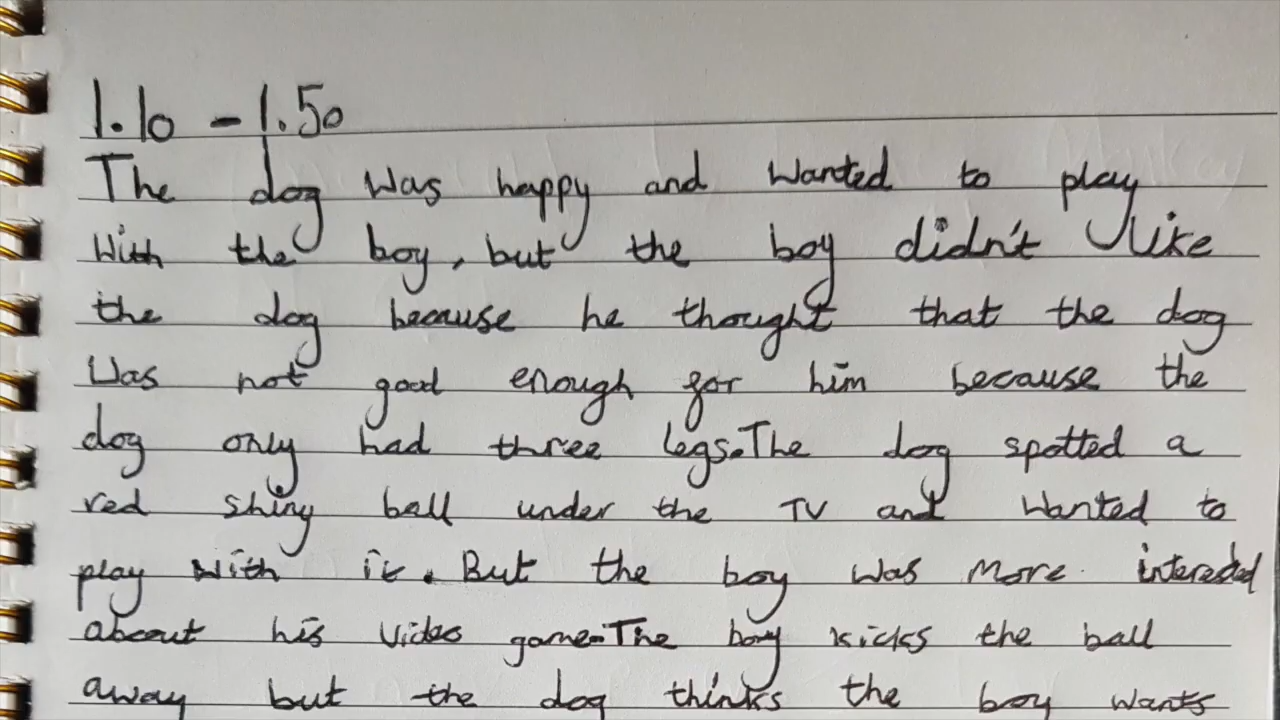 1.10 - 1.50
The dog was happy and wanted to play
with the boy, but the boy didn't like
the dog because he thought that the dog
was not good enough for him because the
dog only had three legs. The dog spotted a
red shiny ball under the TV and wanted to
play with it. But the boy was more interested
about his video game. The boy kicks the ball
away but the dog thinks the boy wants